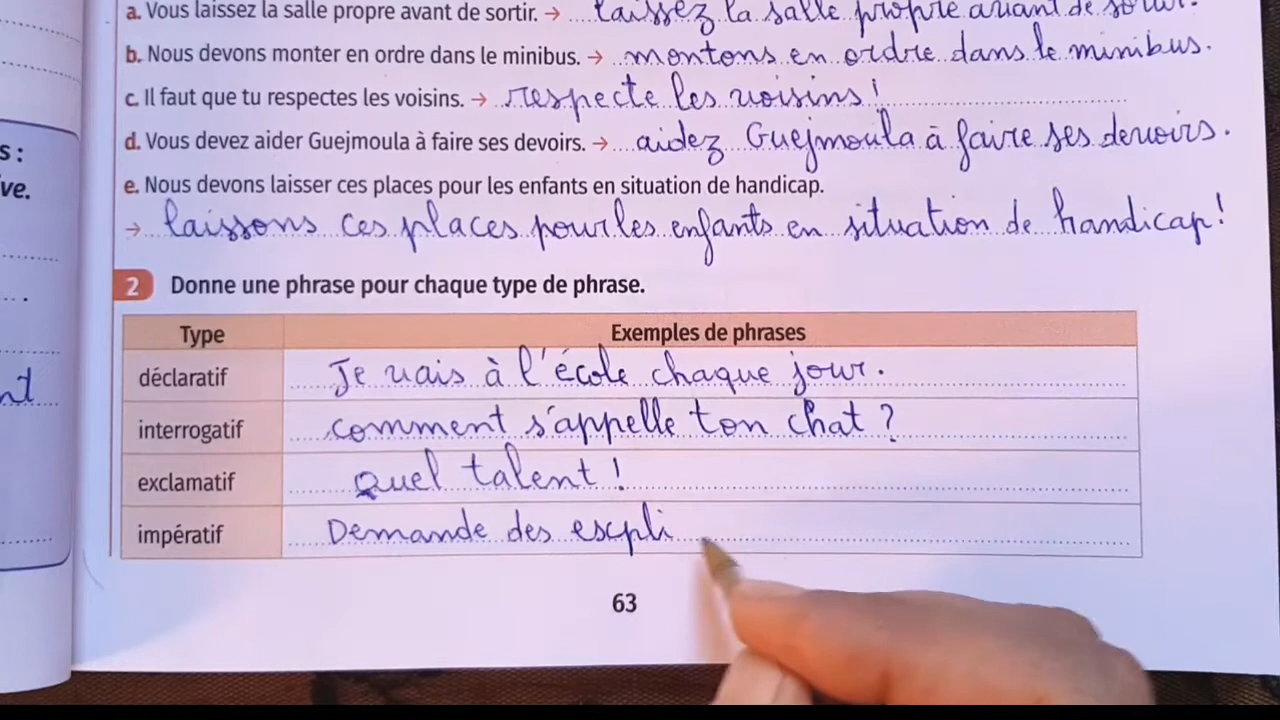 a. Vous laissez la salle propre avant de sortir. → laissez la salle propre avant de sortir.
b. Nous devons monter en ordre dans le minibus. → montons en ordre dans le minibus.
c. Il faut que tu respectes les voisins. → respecte les voisins !
d. Vous devez aider Guejmoula à faire ses devoirs. → aidez Guejmoula à faire ses devoirs.
e. Nous devons laisser ces places pour les enfants en situation de handicap.
→ laissons ces places pour les enfants en situation de handicap !
s :
ve.
nt
2 Donne une phrase pour chaque type de phrase.
Type Exemples de phrases
déclaratif Je vais à l'école chaque jour.
interrogatif comment s'appelle ton chat ?
exclamatif Quel talent !
impératif Demande des expli
63